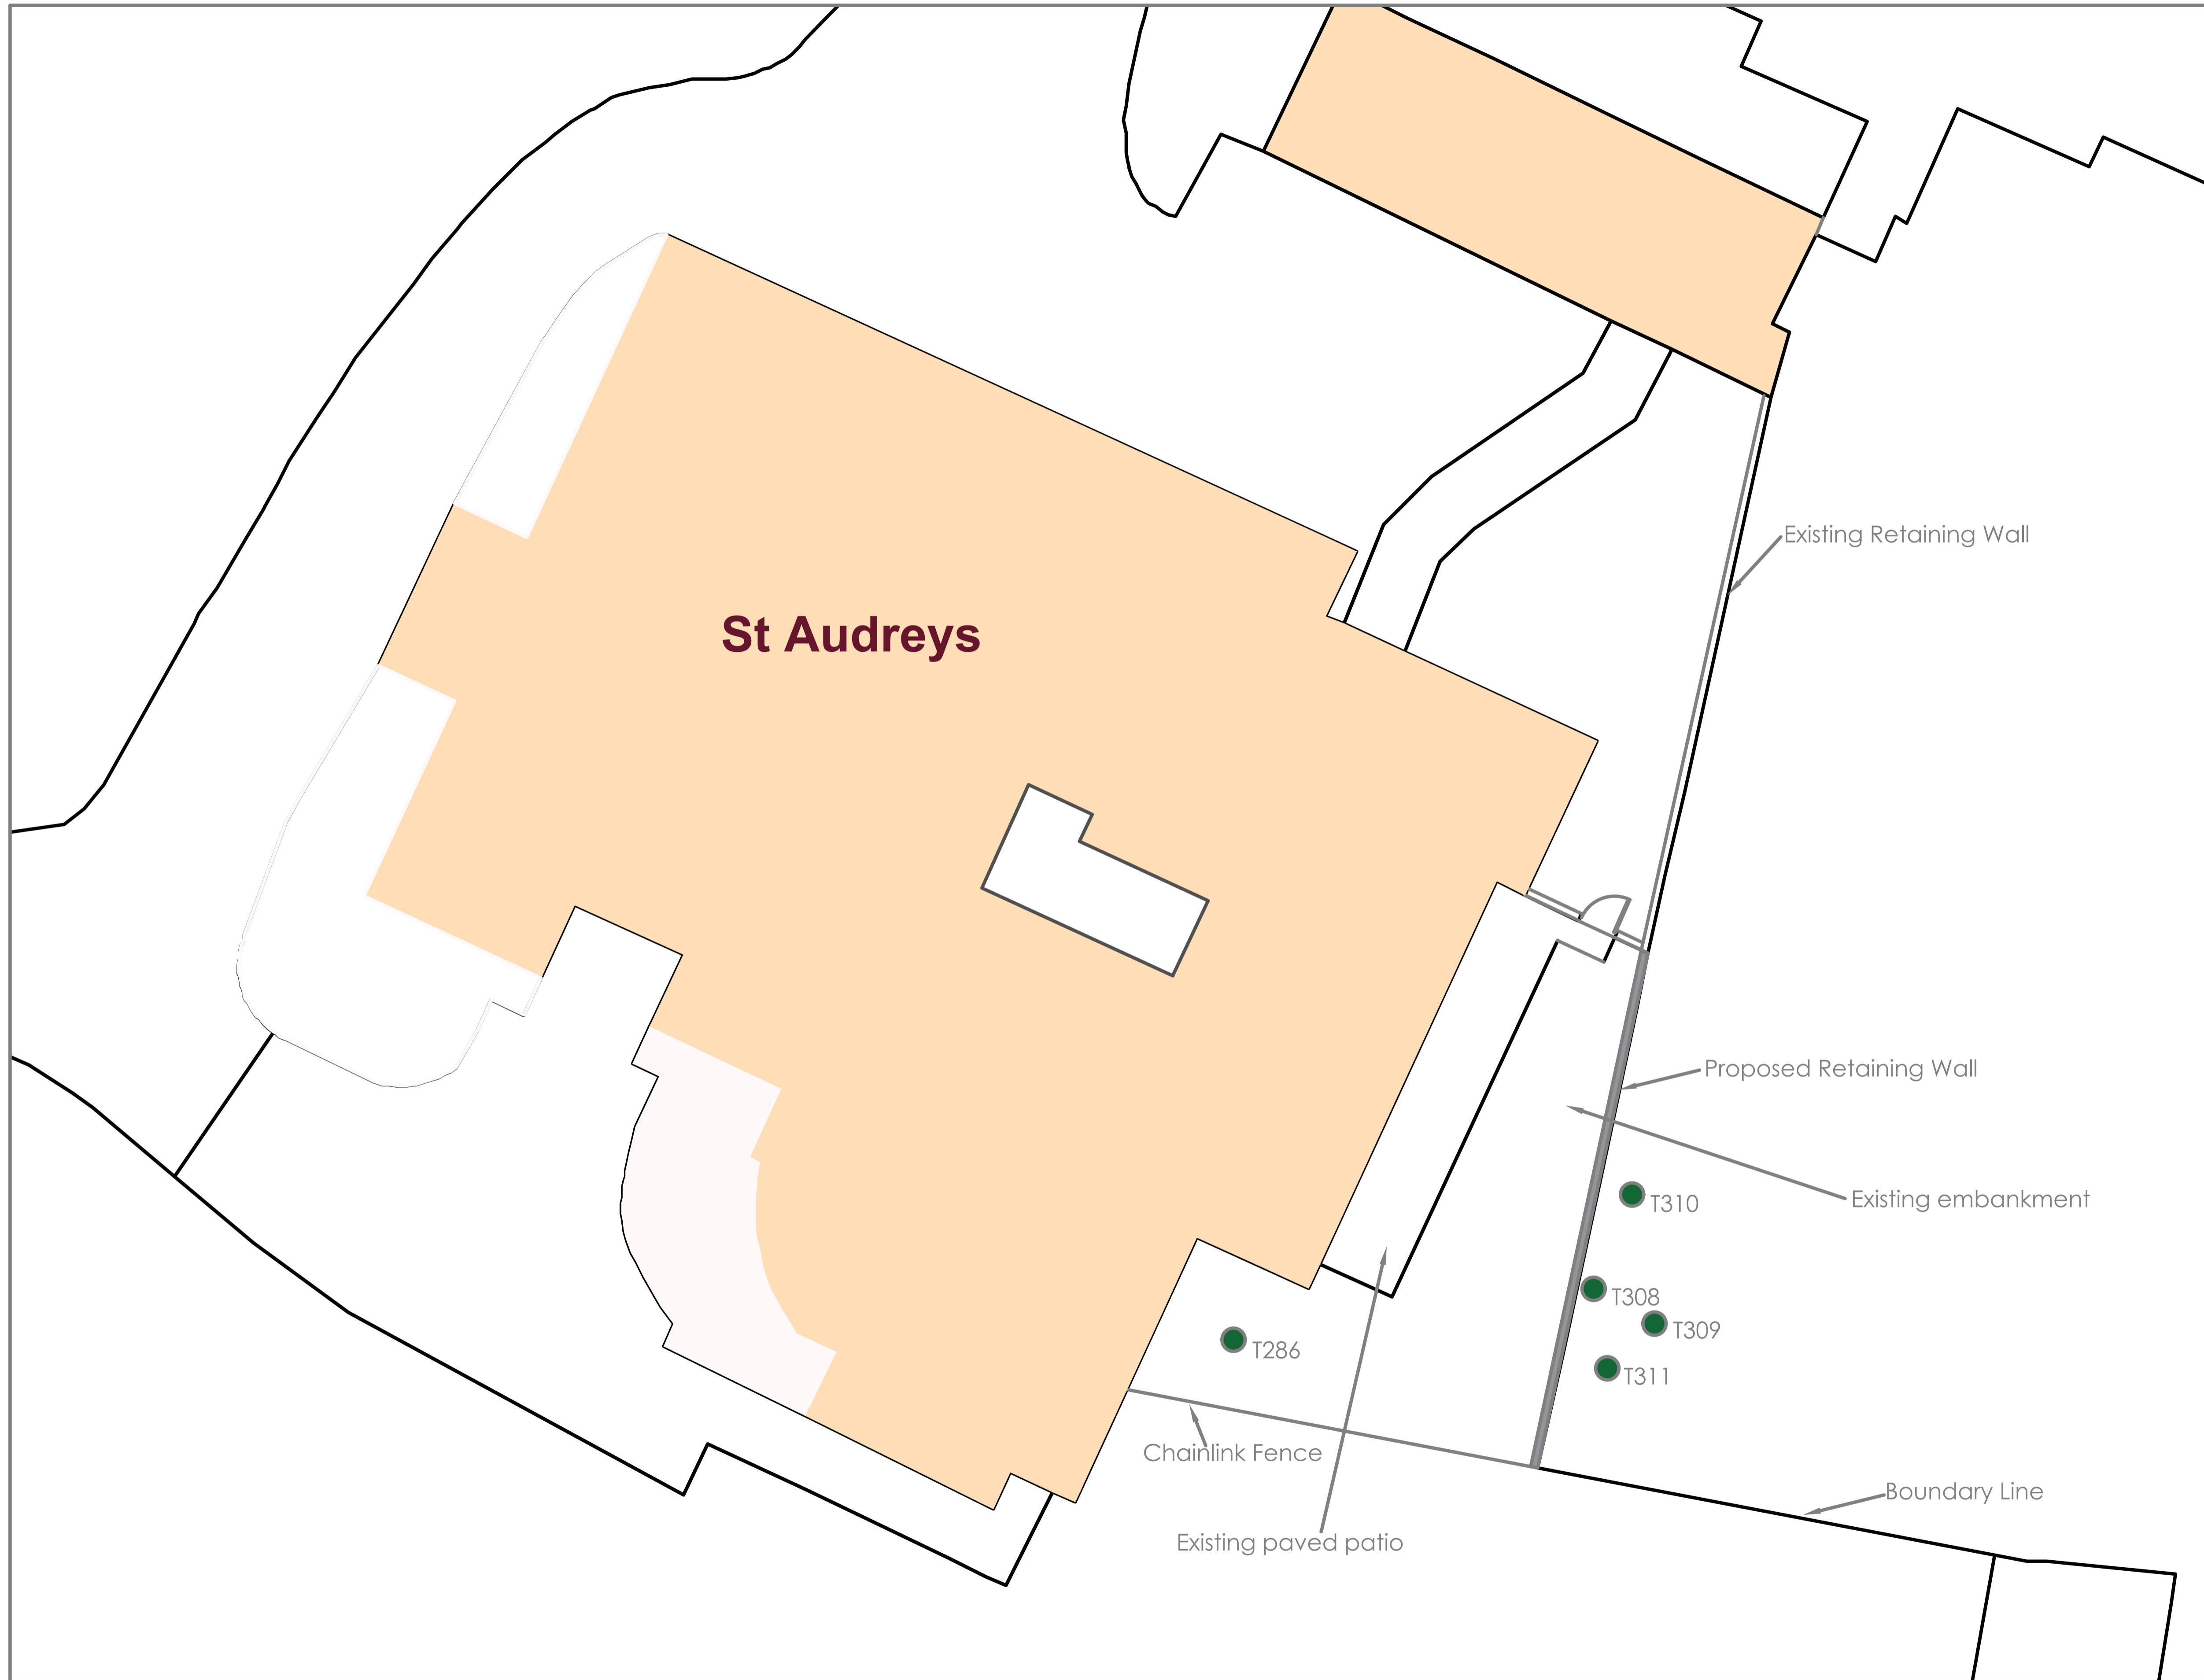 Existing Retaining Wall
St Audreys
Proposed Retaining Wall
Existing embankment
T310
T308
T309
T286
T311
Chainlink Fence
Boundary Line
Existing paved patio